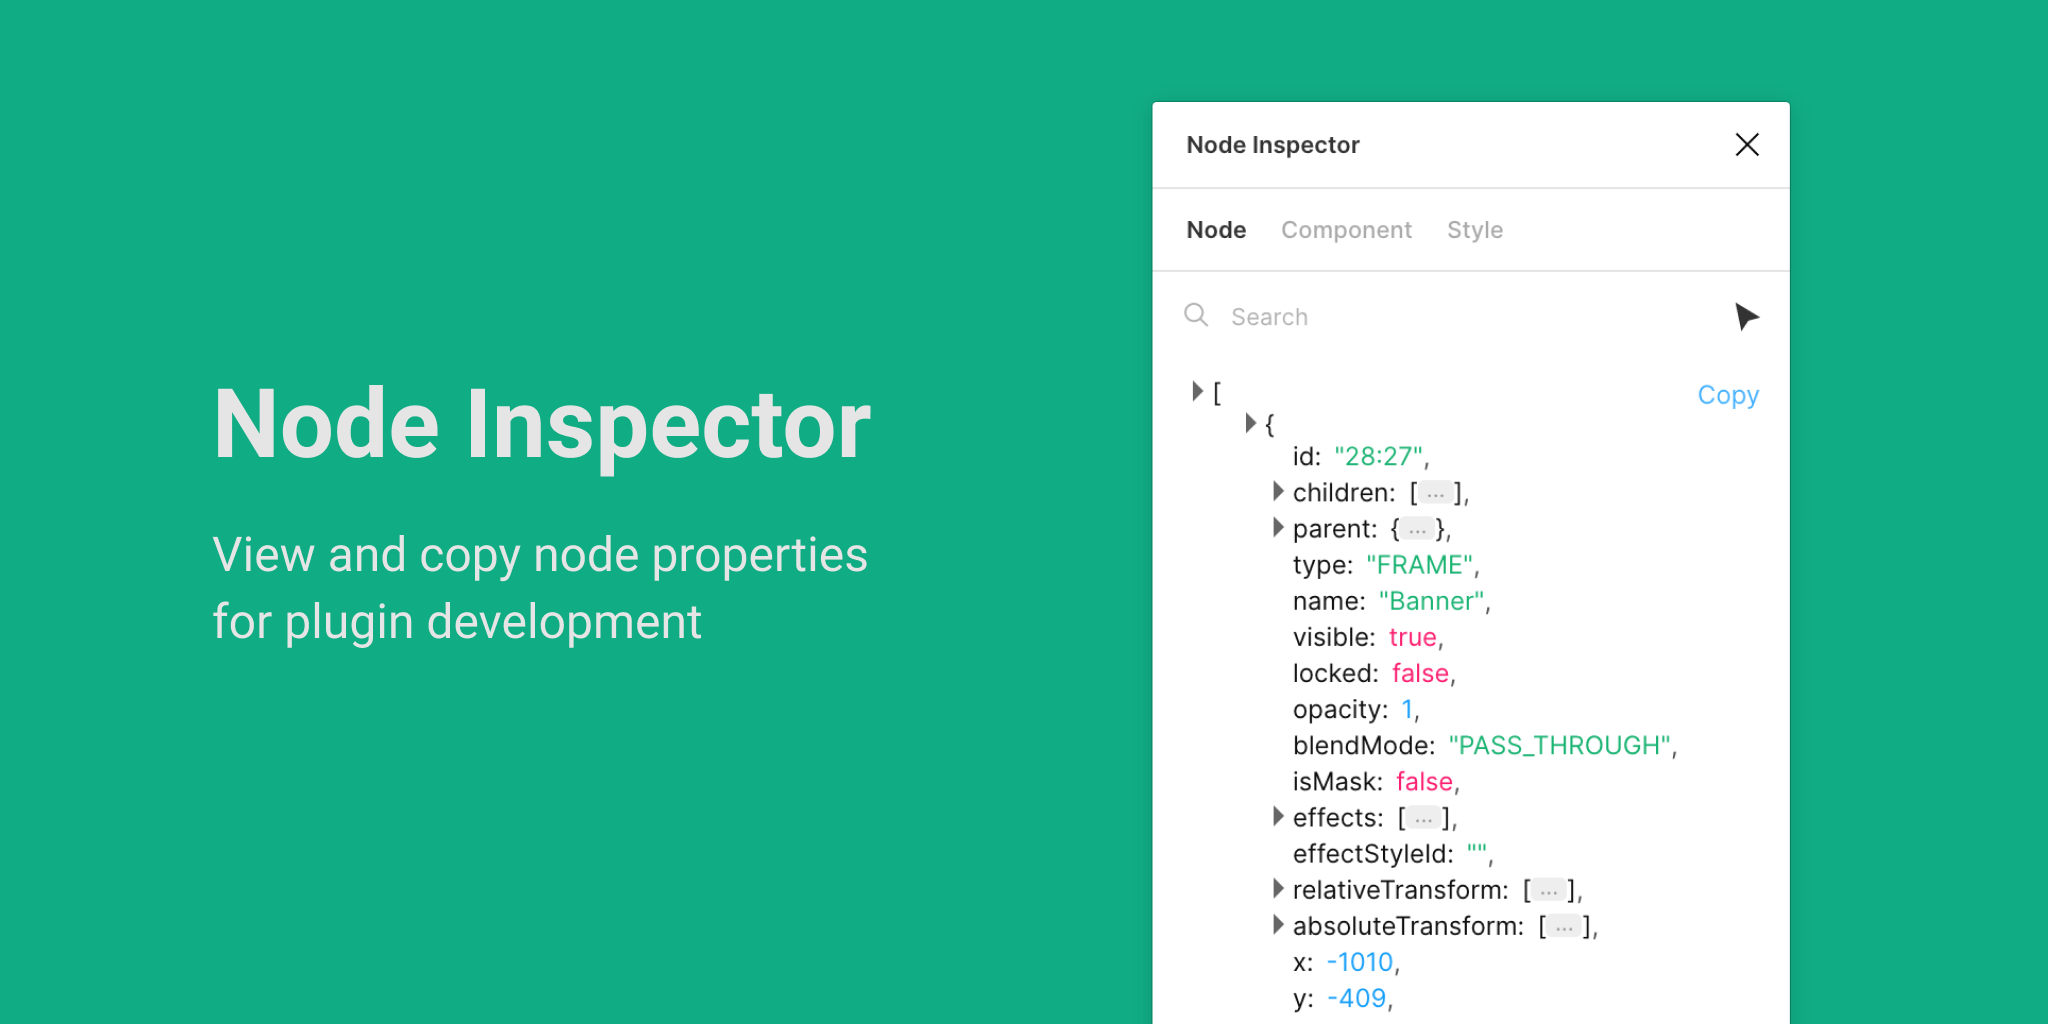 Node Inspector
View and copy node properties
for plugin development
Node Inspector
Node Component Style
Search
[ Copy
{
id: "28:27",
children: [...],
parent: {...},
type: "FRAME",
name: "Banner",
visible: true,
locked: false,
opacity: 1,
blendMode: "PASS_THROUGH",
isMask: false,
effects: [...],
effectStyleId: "",
relativeTransform: [...],
absoluteTransform: [...],
x: -1010,
y: -409,